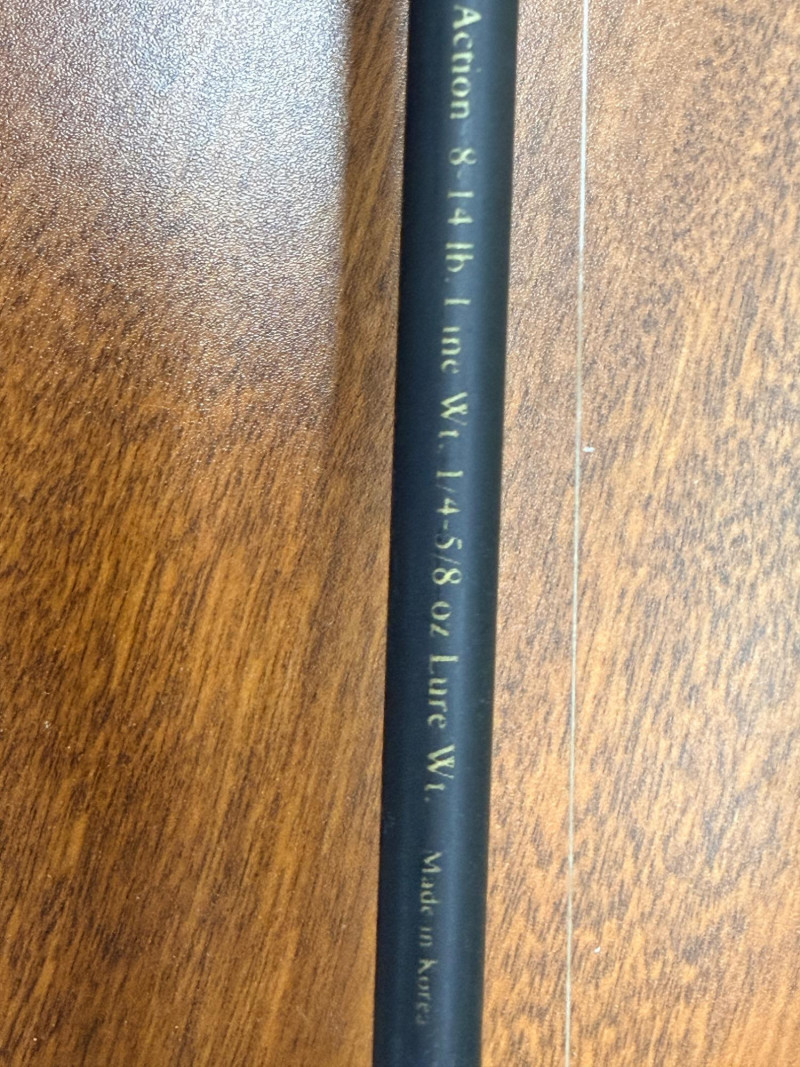 Action 8-14 lb. Line Wt. 1/4-5/8 oz Lure Wt. Made in Korea